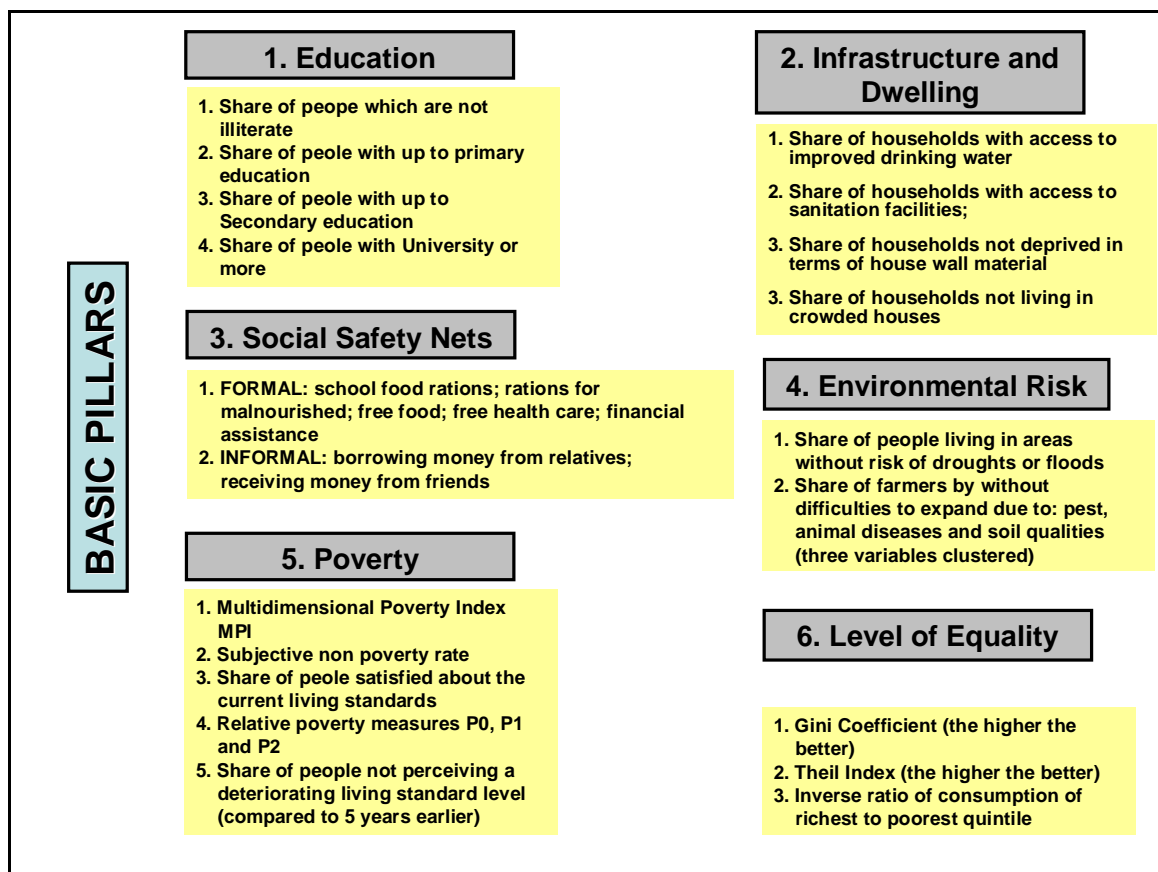 BASIC PILLARS
1. Education
1. Share of peope which are not
illiterate
2. Share of peole with up to primary
education
3. Share of peole with up to
Secondary education
4. Share of peole with University or
more
2. Infrastructure and
Dwelling
1. Share of households with access to
improved drinking water
2. Share of households with access to
sanitation facilities;
3. Share of households not deprived in
terms of house wall material
3. Share of households not living in
crowded houses
3. Social Safety Nets
1. FORMAL: school food rations; rations for
malnourished; free food; free health care; financial
assistance
2. INFORMAL: borrowing money from relatives;
receiving money from friends
4. Environmental Risk
1. Share of people living in areas
without risk of droughts or floods
2. Share of farmers by without
difficulties to expand due to: pest,
animal diseases and soil qualities
(three variables clustered)
5. Poverty
1. Multidimensional Poverty Index
MPI
2. Subjective non poverty rate
3. Share of peole satisfied about the
current living standards
4. Relative poverty measures P0, P1
and P2
5. Share of people not perceiving a
deteriorating living standard level
(compared to 5 years earlier)
6. Level of Equality
1. Gini Coefficient (the higher the
better)
2. Theil Index (the higher the better)
3. Inverse ratio of consumption of
richest to poorest quintile